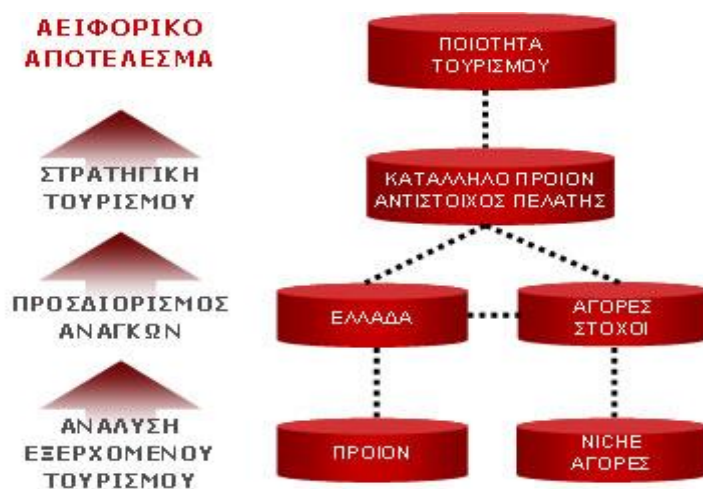 ΑΕΙΦΟΡΙΚΟ
ΑΠΟΤΕΛΕΣΜΑ
ΣΤΡΑΤΗΓΙΚΗ
ΤΟΥΡΙΣΜΟΥ
ΠΡΟΣΔΙΟΡΙΣΜΟΣ
ΑΝΑΓΚΩΝ
ΑΝΑΛΥΣΗ
ΕΞΕΡΧΟΜΕΝΟΥ
ΤΟΥΡΙΣΜΟΥ
ΠΟΙΟΤΗΤΑ
ΤΟΥΡΙΣΜΟΥ
ΚΑΤΑΛΛΗΛΟ ΠΡΟΙΟΝ
ΑΝΤΙΣΤΟΙΧΟΣ ΠΕΛΑΤΗΣ
ΕΛΛΑΔΑ
ΑΓΟΡΕΣ
ΣΤΟΧΟΙ
ΠΡΟΙΟΝ
NICHE
ΑΓΟΡΕΣ